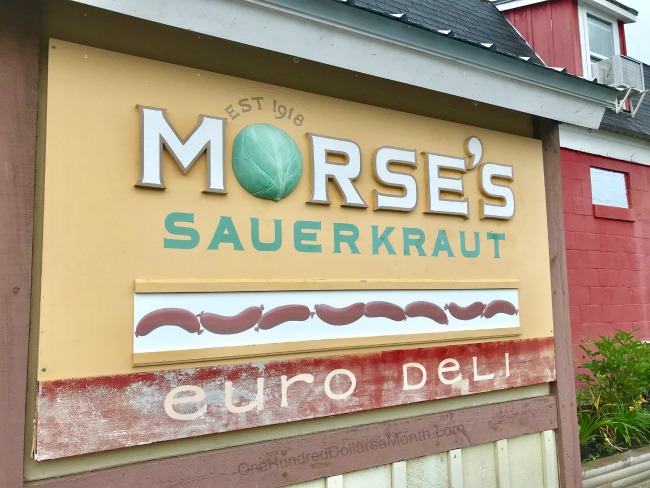 EST 1918
MORSE'S
SAUERKRAUT
euro DeLI
OneHundredDollarsaMonth.com